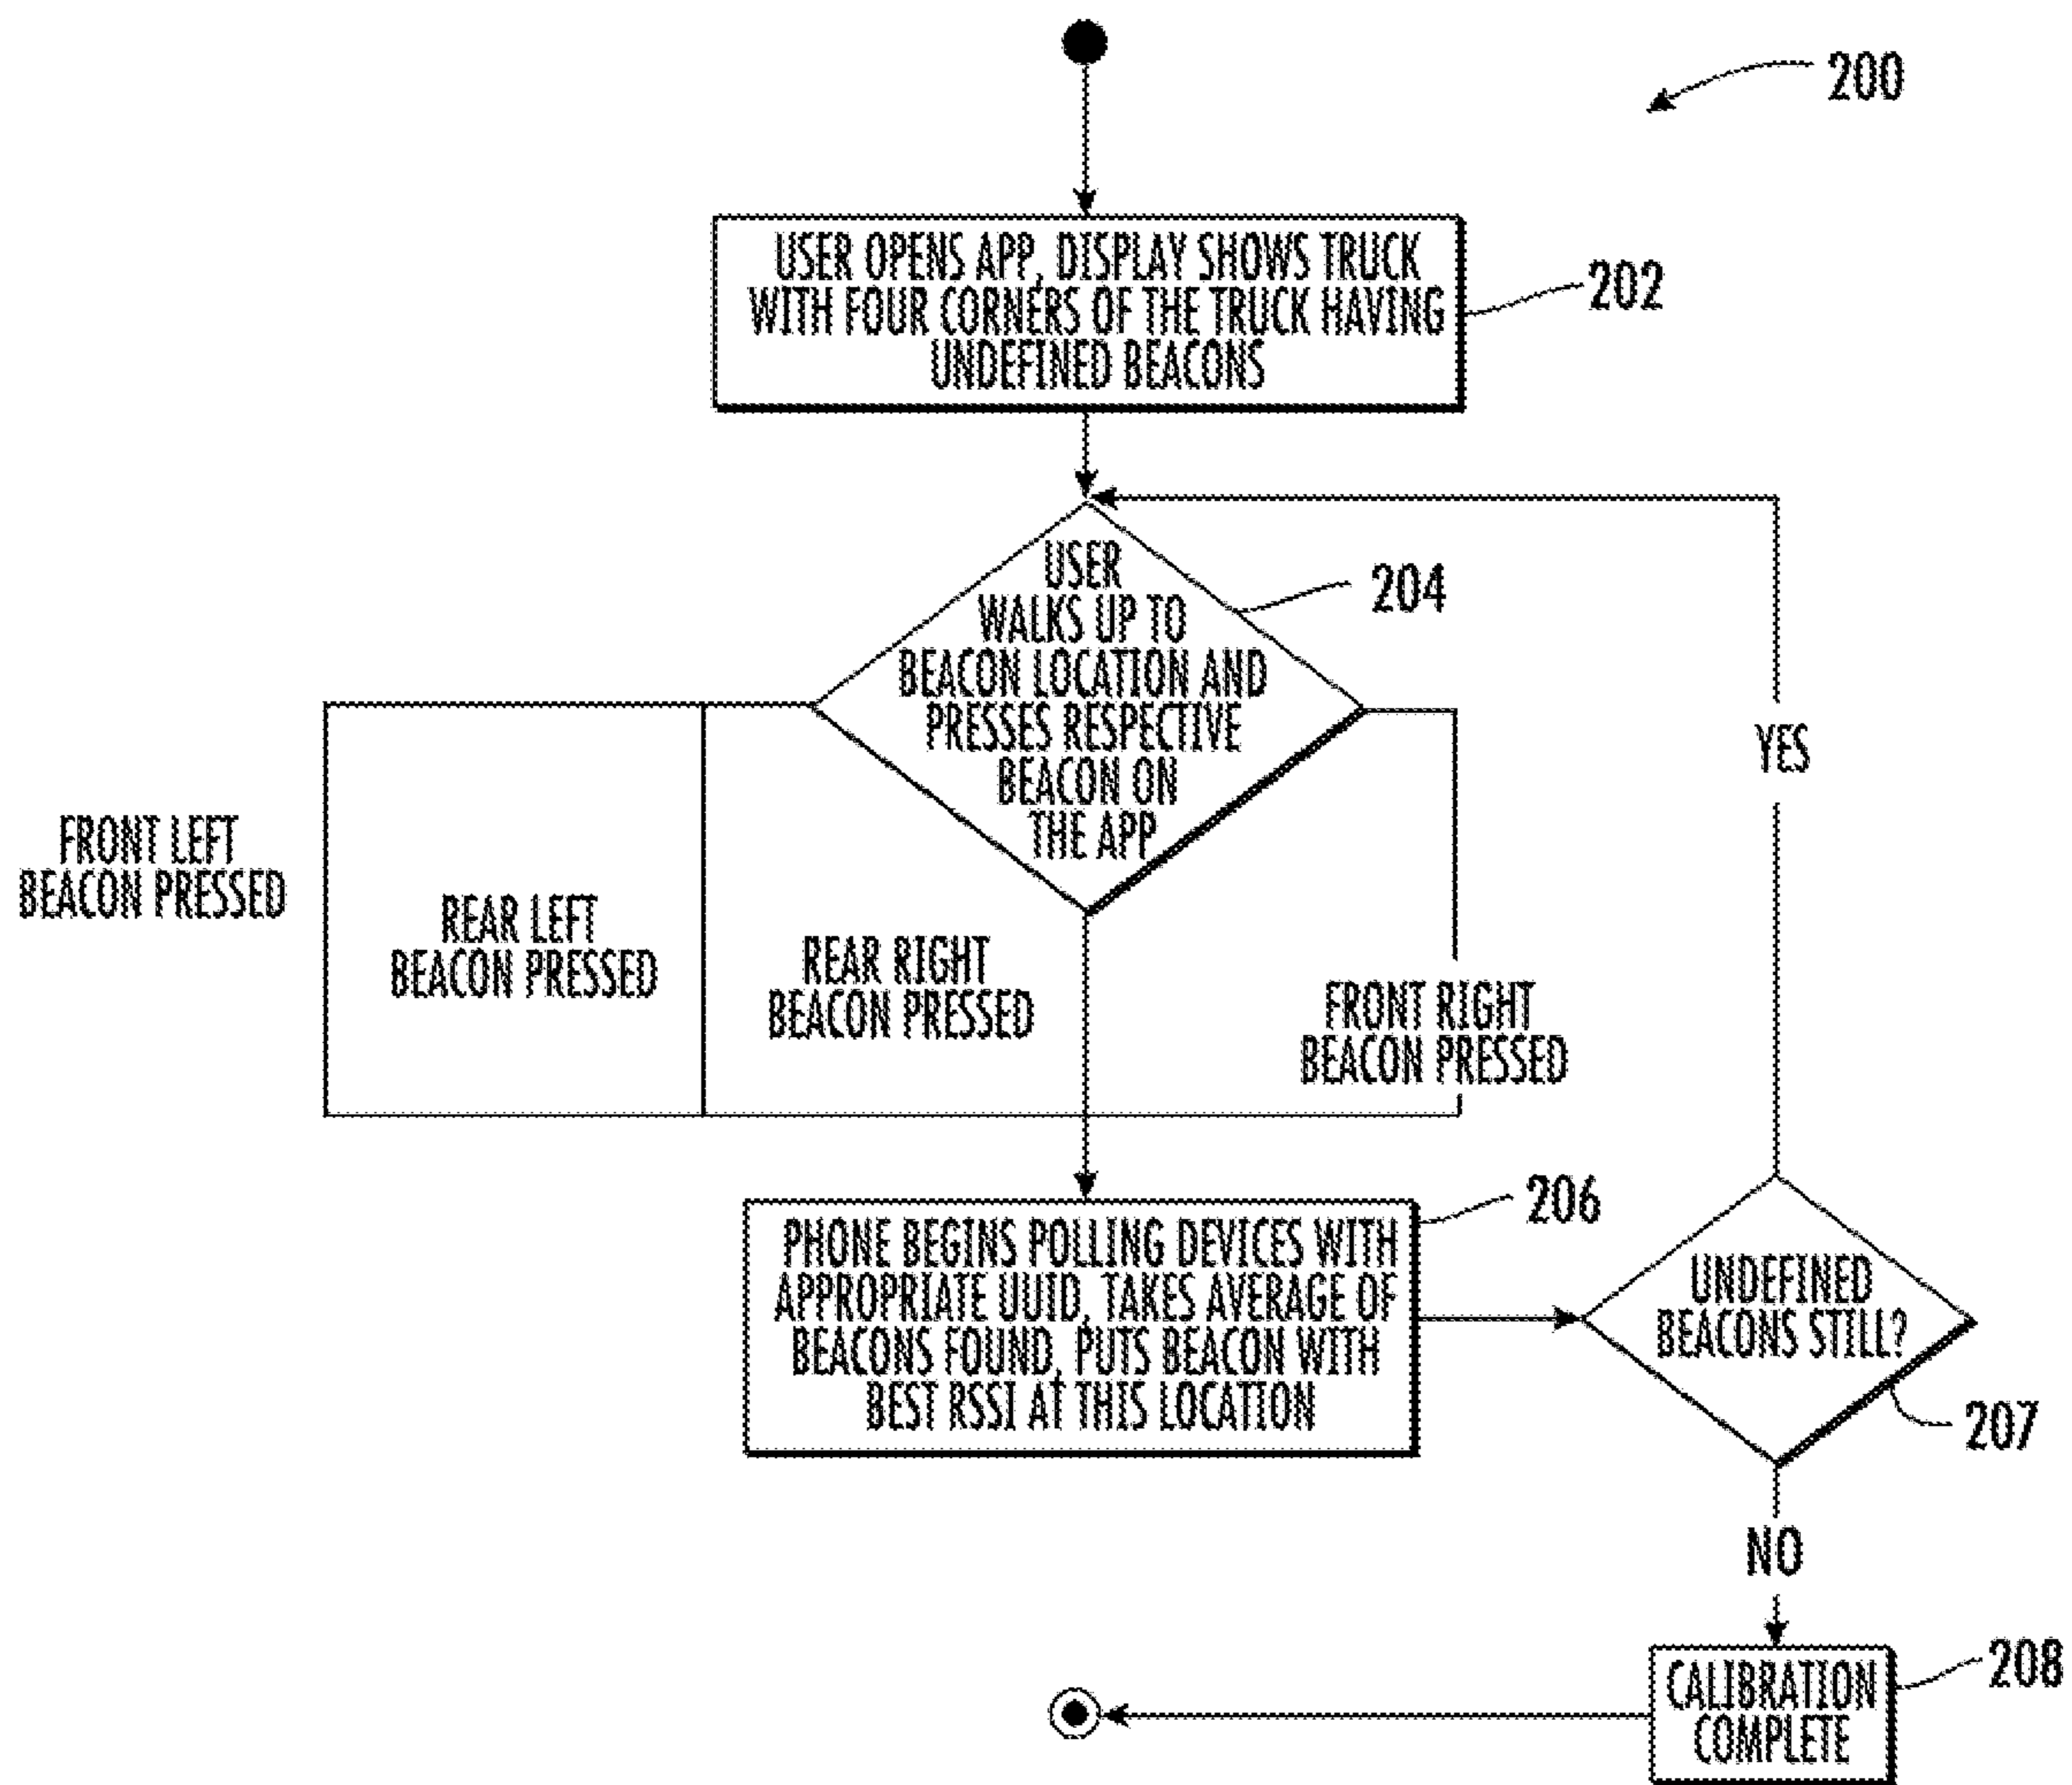 200
USER OPENS APP, DISPLAY SHOWS TRUCK
WITH FOUR CORNERS OF THE TRUCK HAVING
UNDEFINED BEACONS
202
USER
WALKS UP TO
BEACON LOCATION AND
PRESSES RESPECTIVE
BEACON ON
THE APP
204
YES
FRONT LEFT
BEACON PRESSED
REAR LEFT
BEACON PRESSED
REAR RIGHT
BEACON PRESSED
FRONT RIGHT
BEACON PRESSED
PHONE BEGINS POLLING DEVICES WITH
APPROPRIATE UUID, TAKES AVERAGE OF
BEACONS FOUND, PUTS BEACON WITH
BEST RSSI AT THIS LOCATION
206
UNDEFINED
BEACONS STILL?
207
NO
CALIBRATION
COMPLETE
208